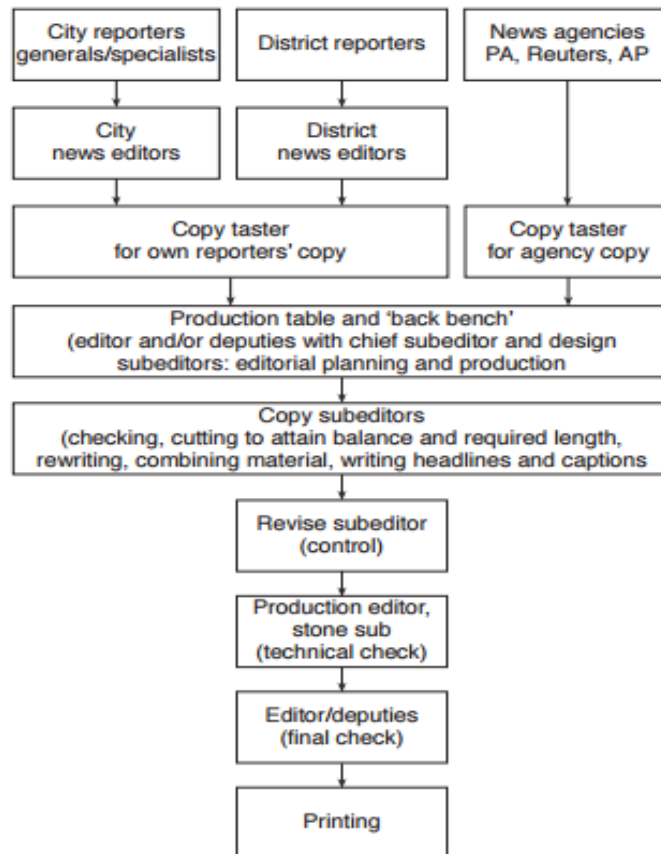 City reporters
generals/specialists
District reporters
News agencies
PA, Reuters, AP
City
news editors
District
news editors
Copy taster
for own reporters’ copy
Copy taster
for agency copy
Production table and ‘back bench’
(editor and/or deputies with chief subeditor and design
subeditors: editorial planning and production
Copy subeditors
(checking, cutting to attain balance and required length,
rewriting, combining material, writing headlines and captions
Revise subeditor
(control)
Production editor,
stone sub
(technical check)
Editor/deputies
(final check)
Printing